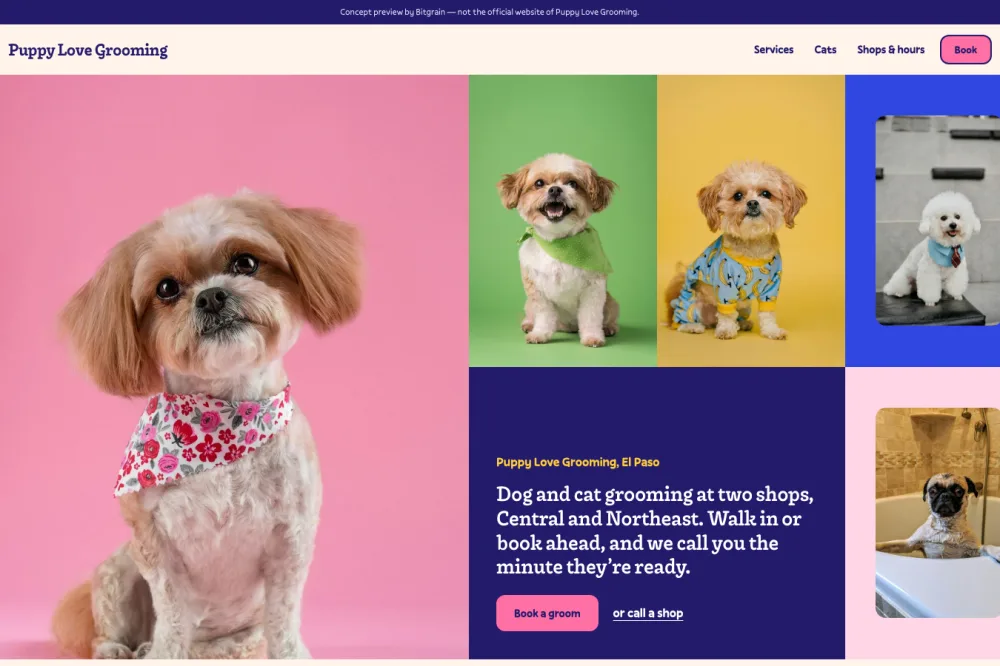 Concept preview by Bitgrain — not the official website of Puppy Love Grooming.
Puppy Love Grooming
Services
Cats
Shops & hours
Book
Puppy Love Grooming, El Paso
Dog and cat grooming at two shops,
Central and Northeast. Walk in or
book ahead, and we call you the
minute they’re ready.
Book a groom
or call a shop